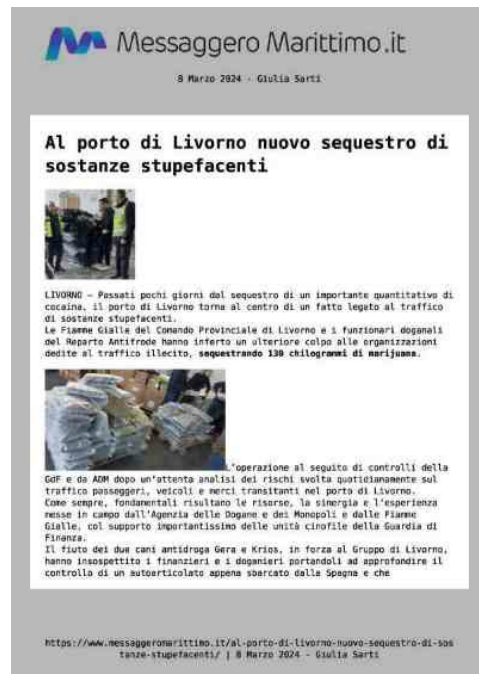 Messaggero Marittimo.it
8 Marzo 2024 - Giulia Sarti
Al porto di Livorno nuovo sequestro di
sostanze stupefacenti
LIVORNO – Passati pochi giorni dal sequestro di un importante quantitativo di
cocaina, il porto di Livorno torna al centro di un fatto legato al traffico
di sostanze stupefacenti.
Le Fiamme Gialle del Comando Provinciale di Livorno e i funzionari doganali
del Reparto Antifrode hanno inferto un ulteriore colpo alle organizzazioni
dedite al traffico illecito, sequestrando 130 chilogrammi di marijuana.
L'operazione al seguito di controlli della
GdF e da ADM dopo un'attenta analisi dei rischi svolta quotidianamente sul
traffico passeggeri, veicoli e merci transitanti nel porto di Livorno.
Come sempre, fondamentali risultano le risorse, la sinergia e l'esperienza
messe in campo dall'Agenzia delle Dogane e dei Monopoli e dalle Fiamme
Gialle, col supporto importantissimo delle unità cinofile della Guardia di
Finanza.
Il fiuto dei due cani antidroga Gera e Krios, in forza al Gruppo di Livorno,
hanno insospettito i finanzieri e i doganieri portandoli ad approfondire il
controllo di un autoarticolato appena sbarcato dalla Spagna e che
https://www.messaggeromarittimo.it/al-porto-di-livorno-nuovo-sequestro-di-sos
tanze-stupefacenti/ | 8 Marzo 2024 - Giulia Sarti